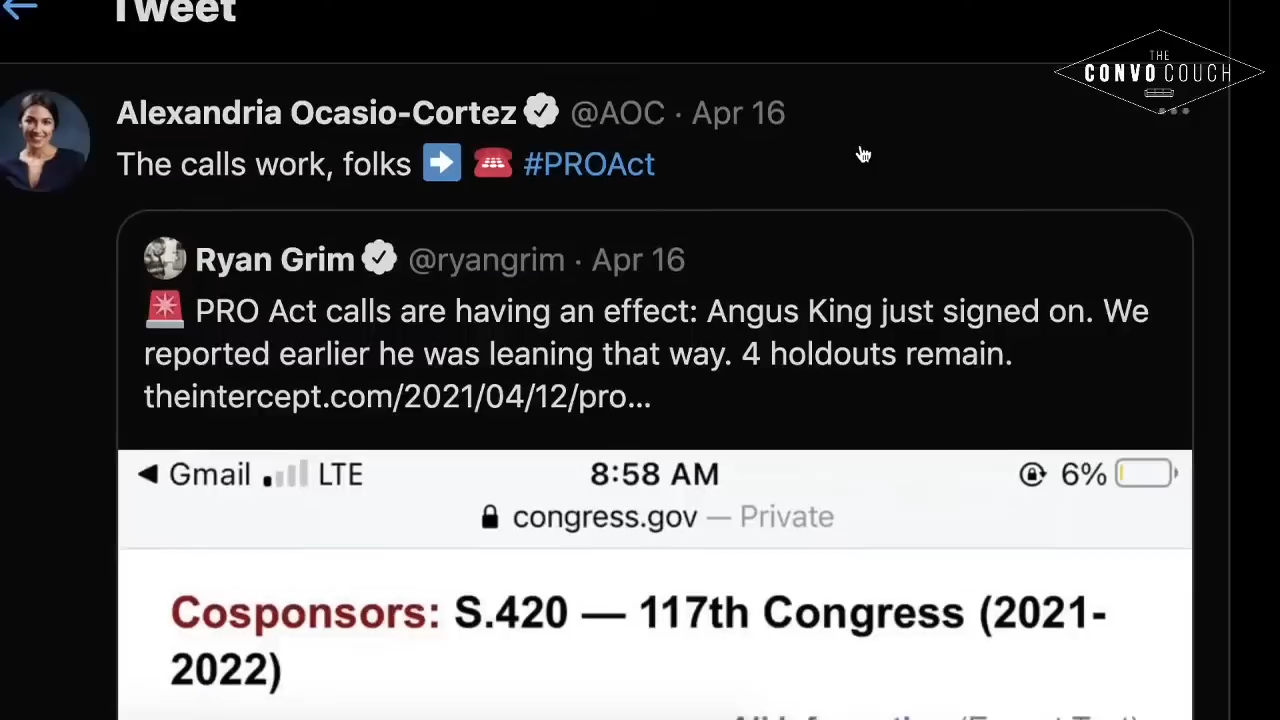 Tweet
THE
CONVO COUCH
Alexandria Ocasio-Cortez @AOC · Apr 16
The calls work, folks ➡️ ☎️ #PROAct
Ryan Grim @ryangrim · Apr 16
🚨 PRO Act calls are having an effect: Angus King just signed on. We
reported earlier he was leaning that way. 4 holdouts remain.
theintercept.com/2021/04/12/pro...
Gmail LTE 8:58 AM 6%
congress.gov — Private
Cosponsors: S.420 — 117th Congress (2021-
2022)